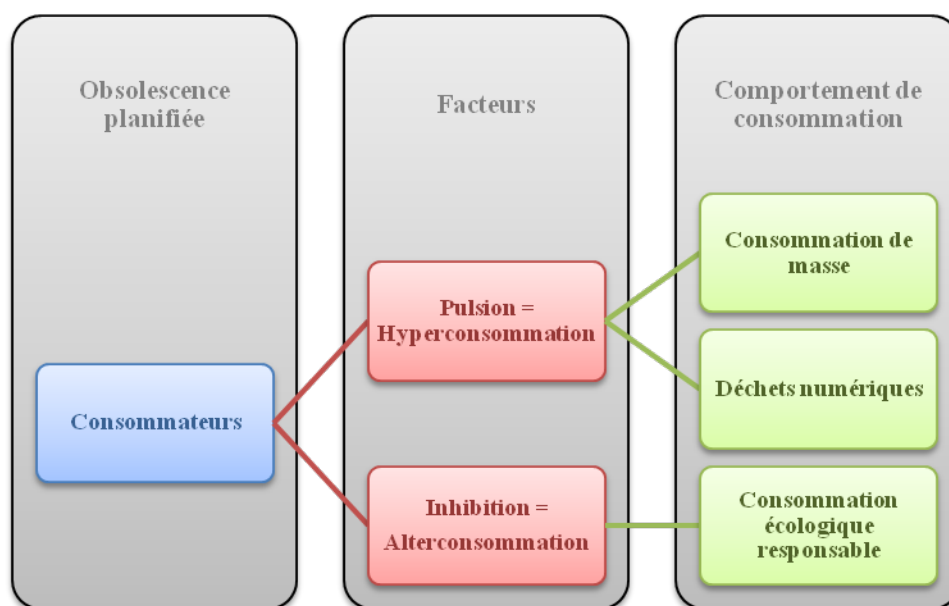 Obsolescence
planifiée
Facteurs
Comportement de
consommation
Consommateurs
Pulsion =
Hyperconsommation
Inhibition =
Alterconsommation
Consommation de
masse
Déchets numériques
Consommation
écologique
responsable